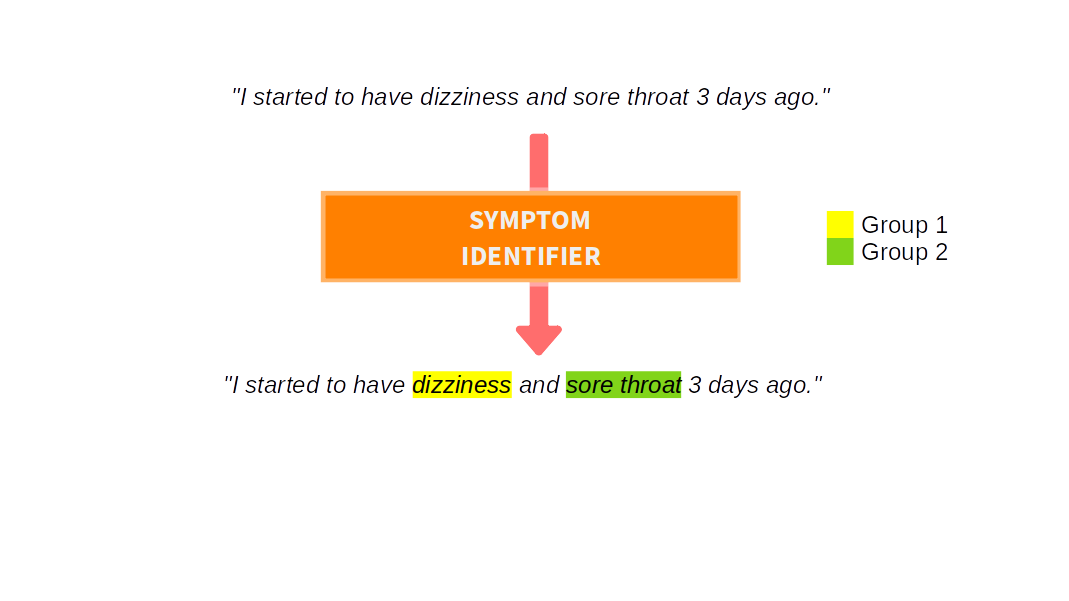 "I started to have dizziness and sore throat 3 days ago."
SYMPTOM
IDENTIFIER
Group 1
Group 2
"I started to have dizziness and sore throat 3 days ago."